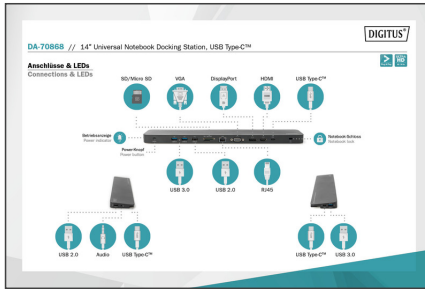 DIGITUS®
DA-70868 // 14" Universal Notebook Docking Station, USB Type-C™
Anschlüsse & LEDs
Connections & LEDs
SD/Micro SD VGA DisplayPort HDMI USB Type-C™
Betriebsanzeige
Power indicator
Notebook-Schloss
Notebook lock
Power-Knopf
Power button
USB 3.0 USB 2.0 RJ45
USB 2.0 Audio USB Type-C™ USB Type-C™ USB 3.0